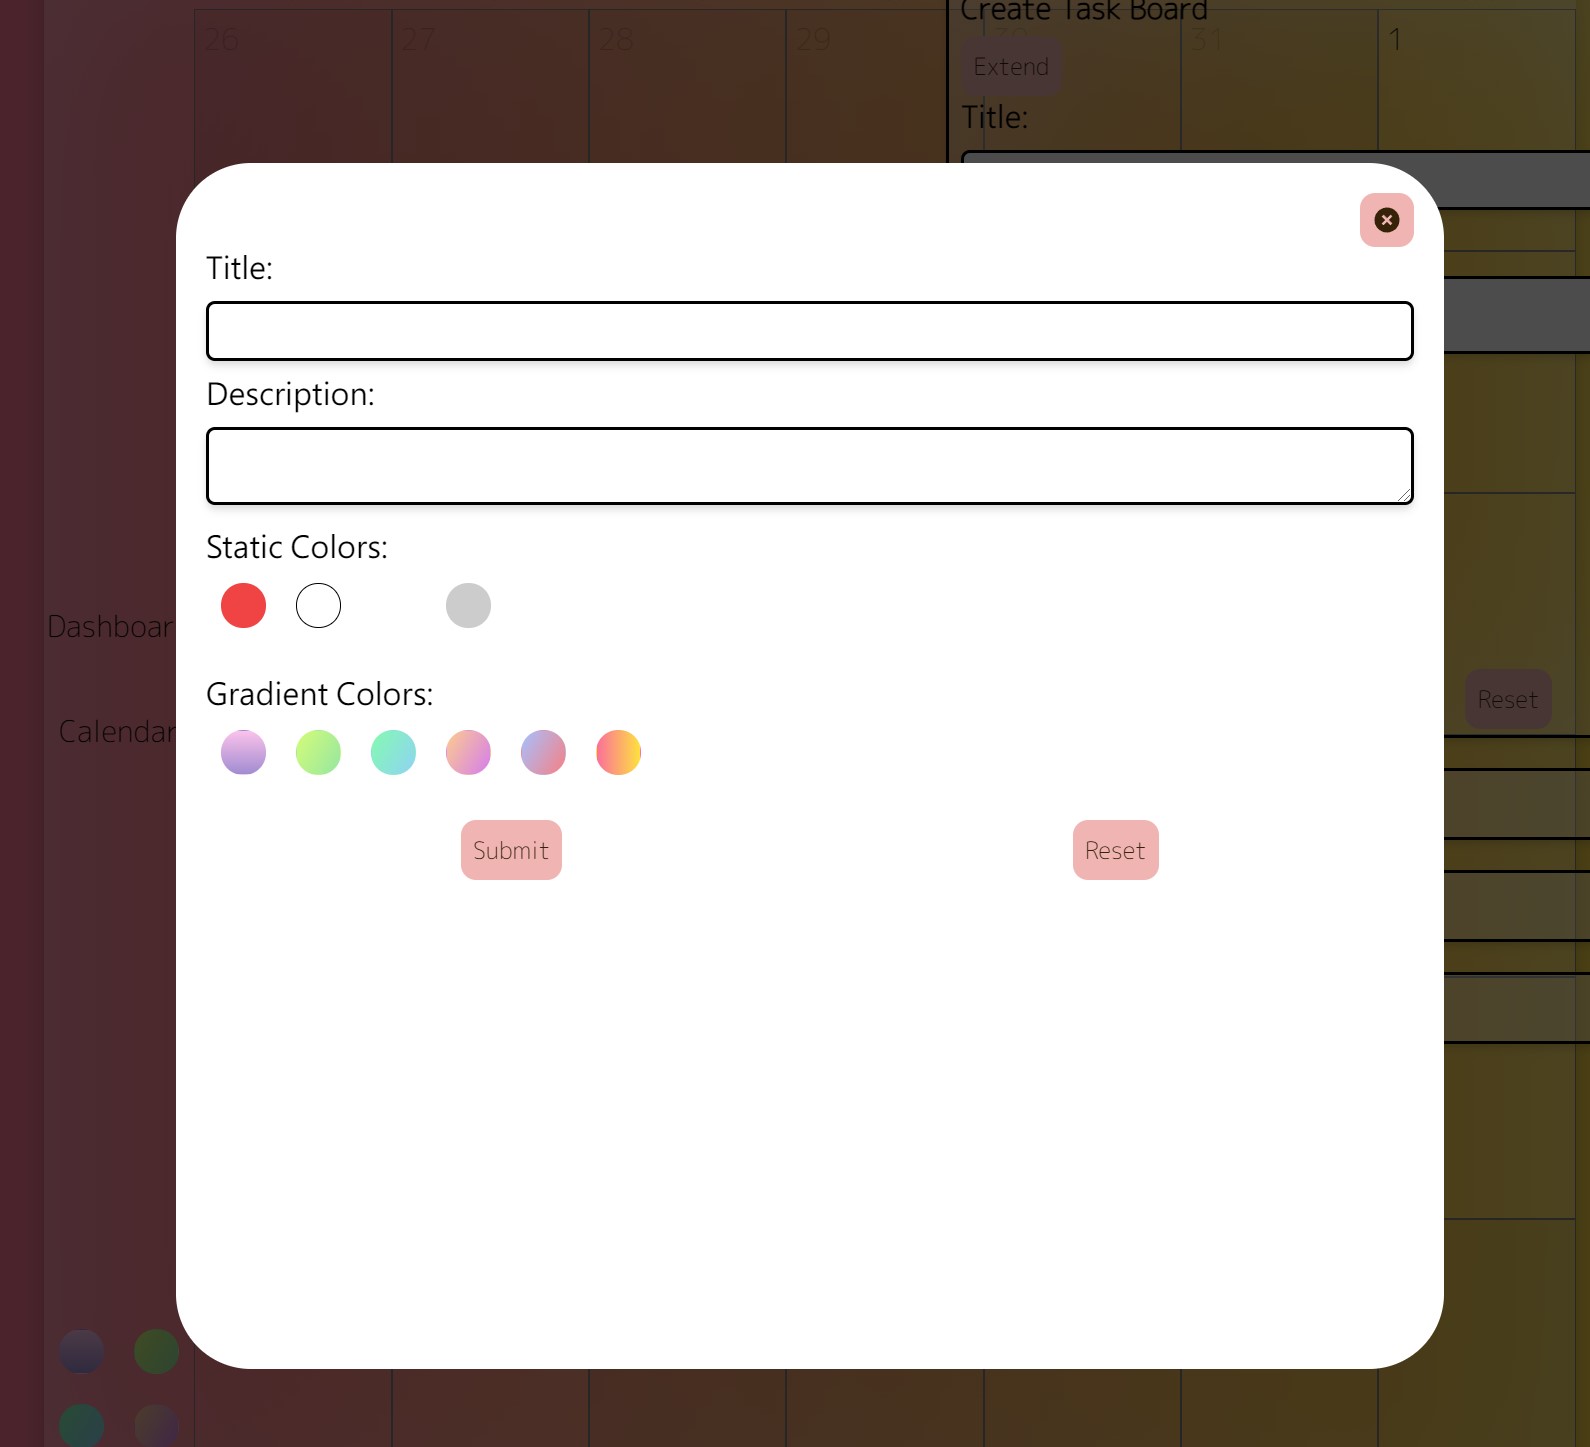 Create Task Board
26 27 28 29 30 31 1
Extend
Title:
Title:
Description:
Static Colors:
Dashboar
Gradient Colors:
Reset
Calendar
Submit
Reset